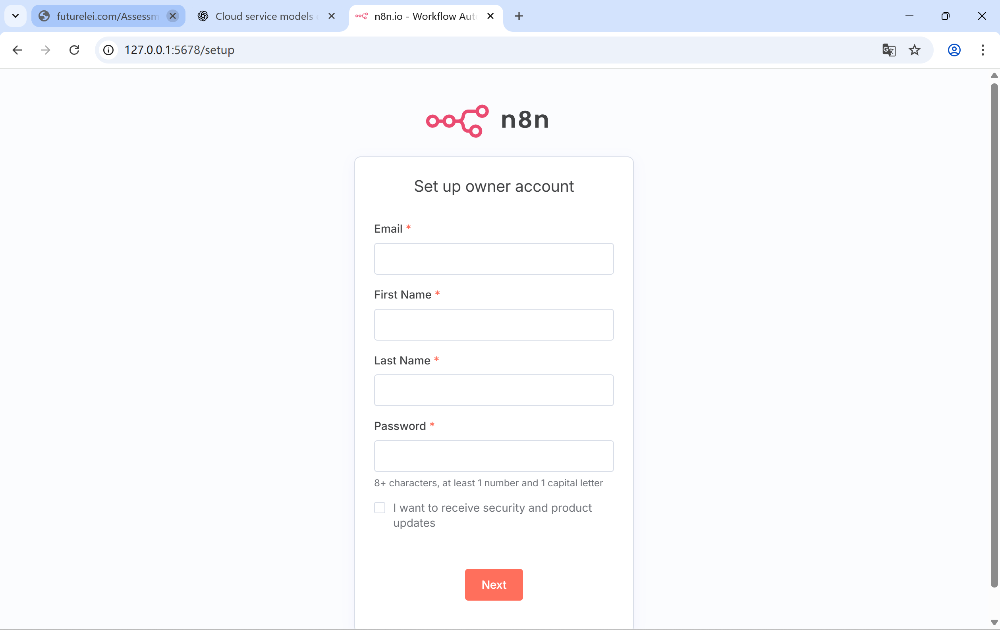 futurelei.com/Assessm
Cloud service models
n8n.io - Workflow Aut
127.0.0.1:5678/setup
n8n
Set up owner account
Email *
First Name *
Last Name *
Password *
8+ characters, at least 1 number and 1 capital letter
I want to receive security and product
updates
Next